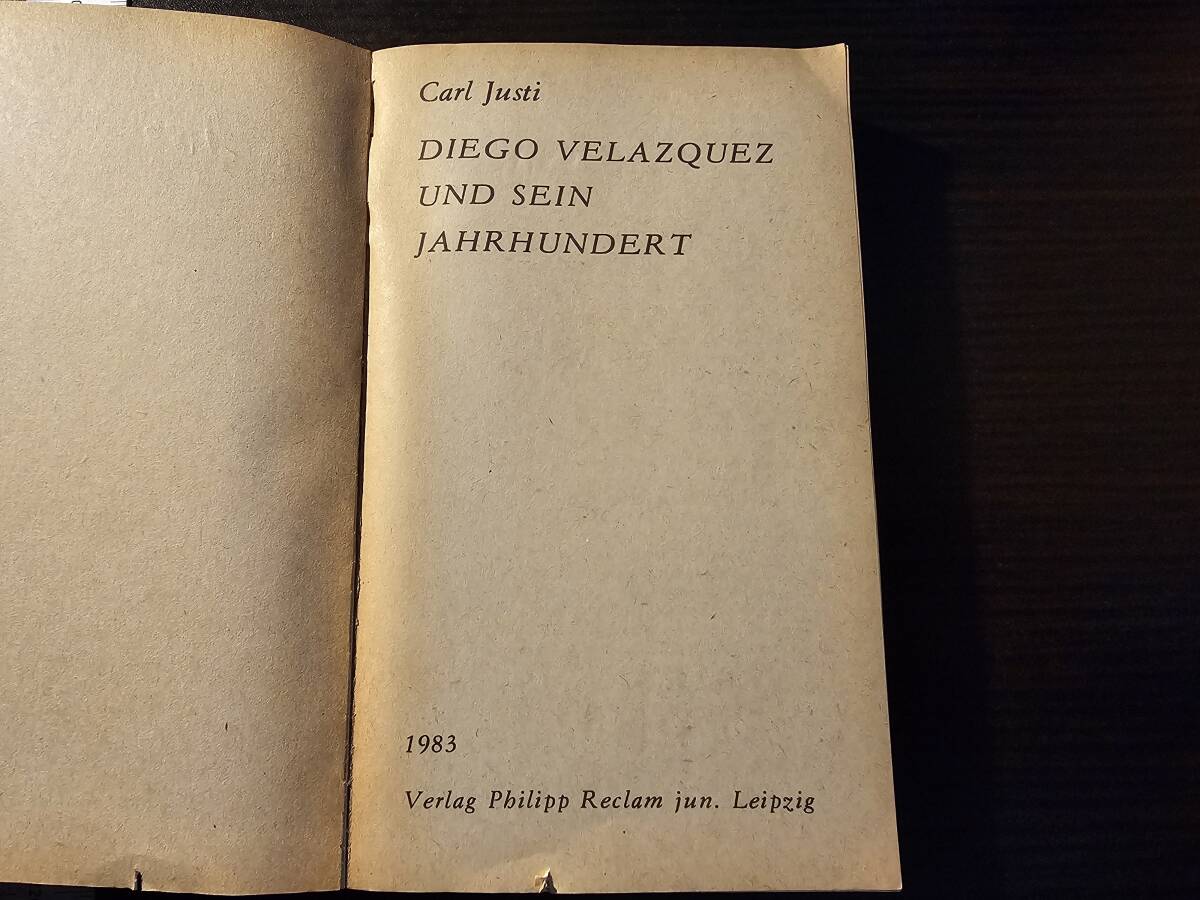 Carl Justi
DIEGO VELAZQUEZ
UND SEIN
JAHRHUNDERT
1983
Verlag Philipp Reclam jun. Leipzig